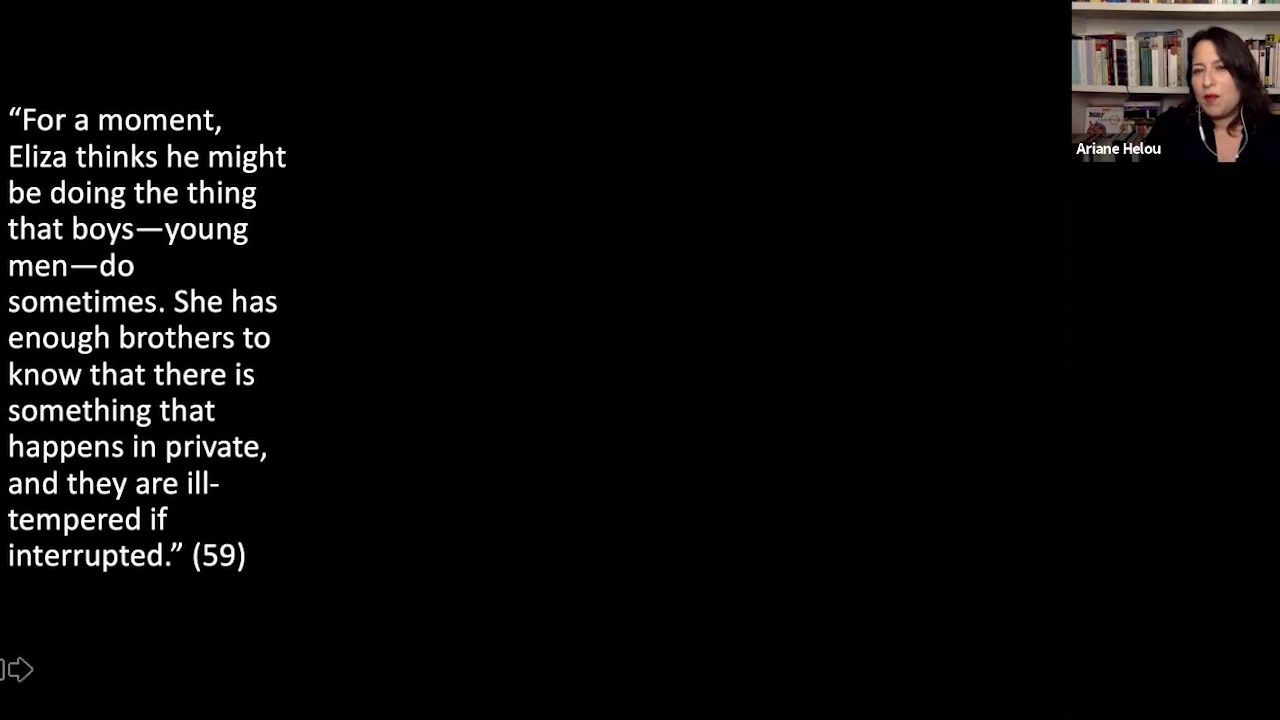 “For a moment,
Eliza thinks he might
be doing the thing
that boys—young
men—do
sometimes. She has
enough brothers to
know that there is
something that
happens in private,
and they are ill-
tempered if
interrupted.” (59)
Ariane Helou